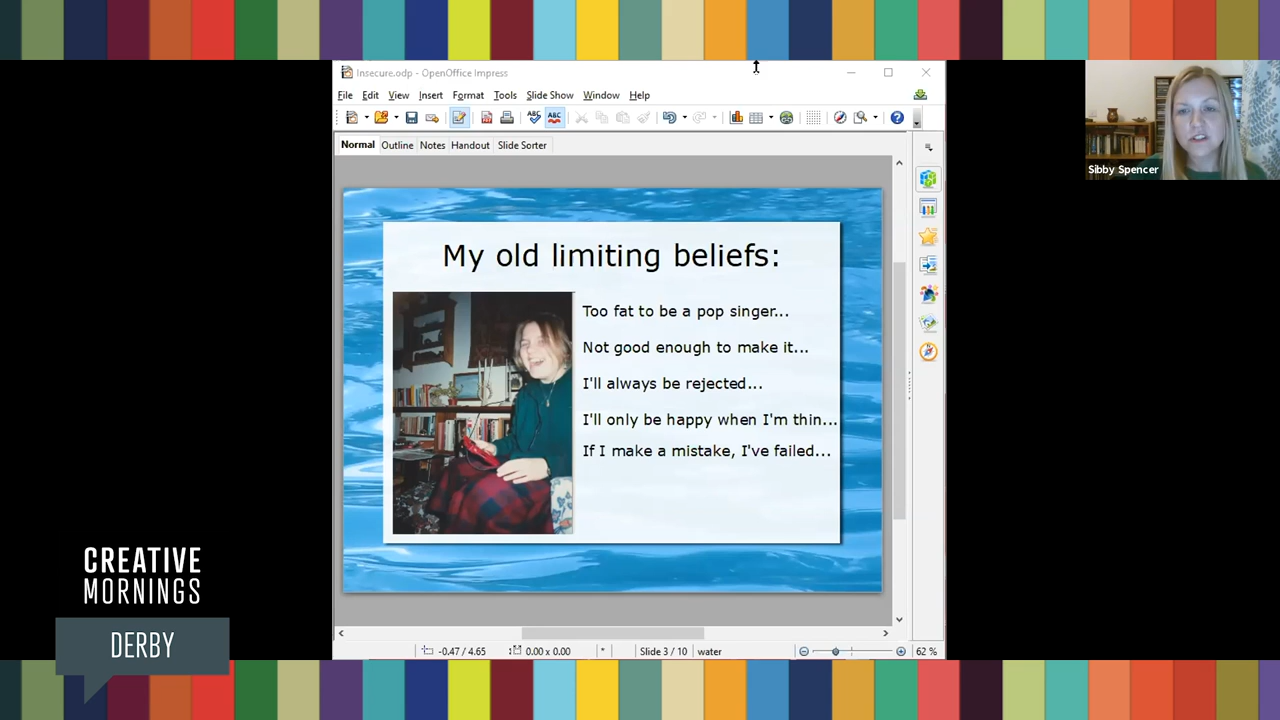 Insecure.odp - OpenOffice Impress
File Edit View Insert Format Tools Slide Show Window Help
ABC ABC
Normal Outline Notes Handout Slide Sorter
My old limiting beliefs:
Too fat to be a pop singer...
Not good enough to make it...
I'll always be rejected...
I'll only be happy when I'm thin...
If I make a mistake, I've failed...
-0.47 / 4.65 0.00 x 0.00 * Slide 3 / 10 water 62 %
Sibby Spencer
CREATIVE
MORNINGS
DERBY